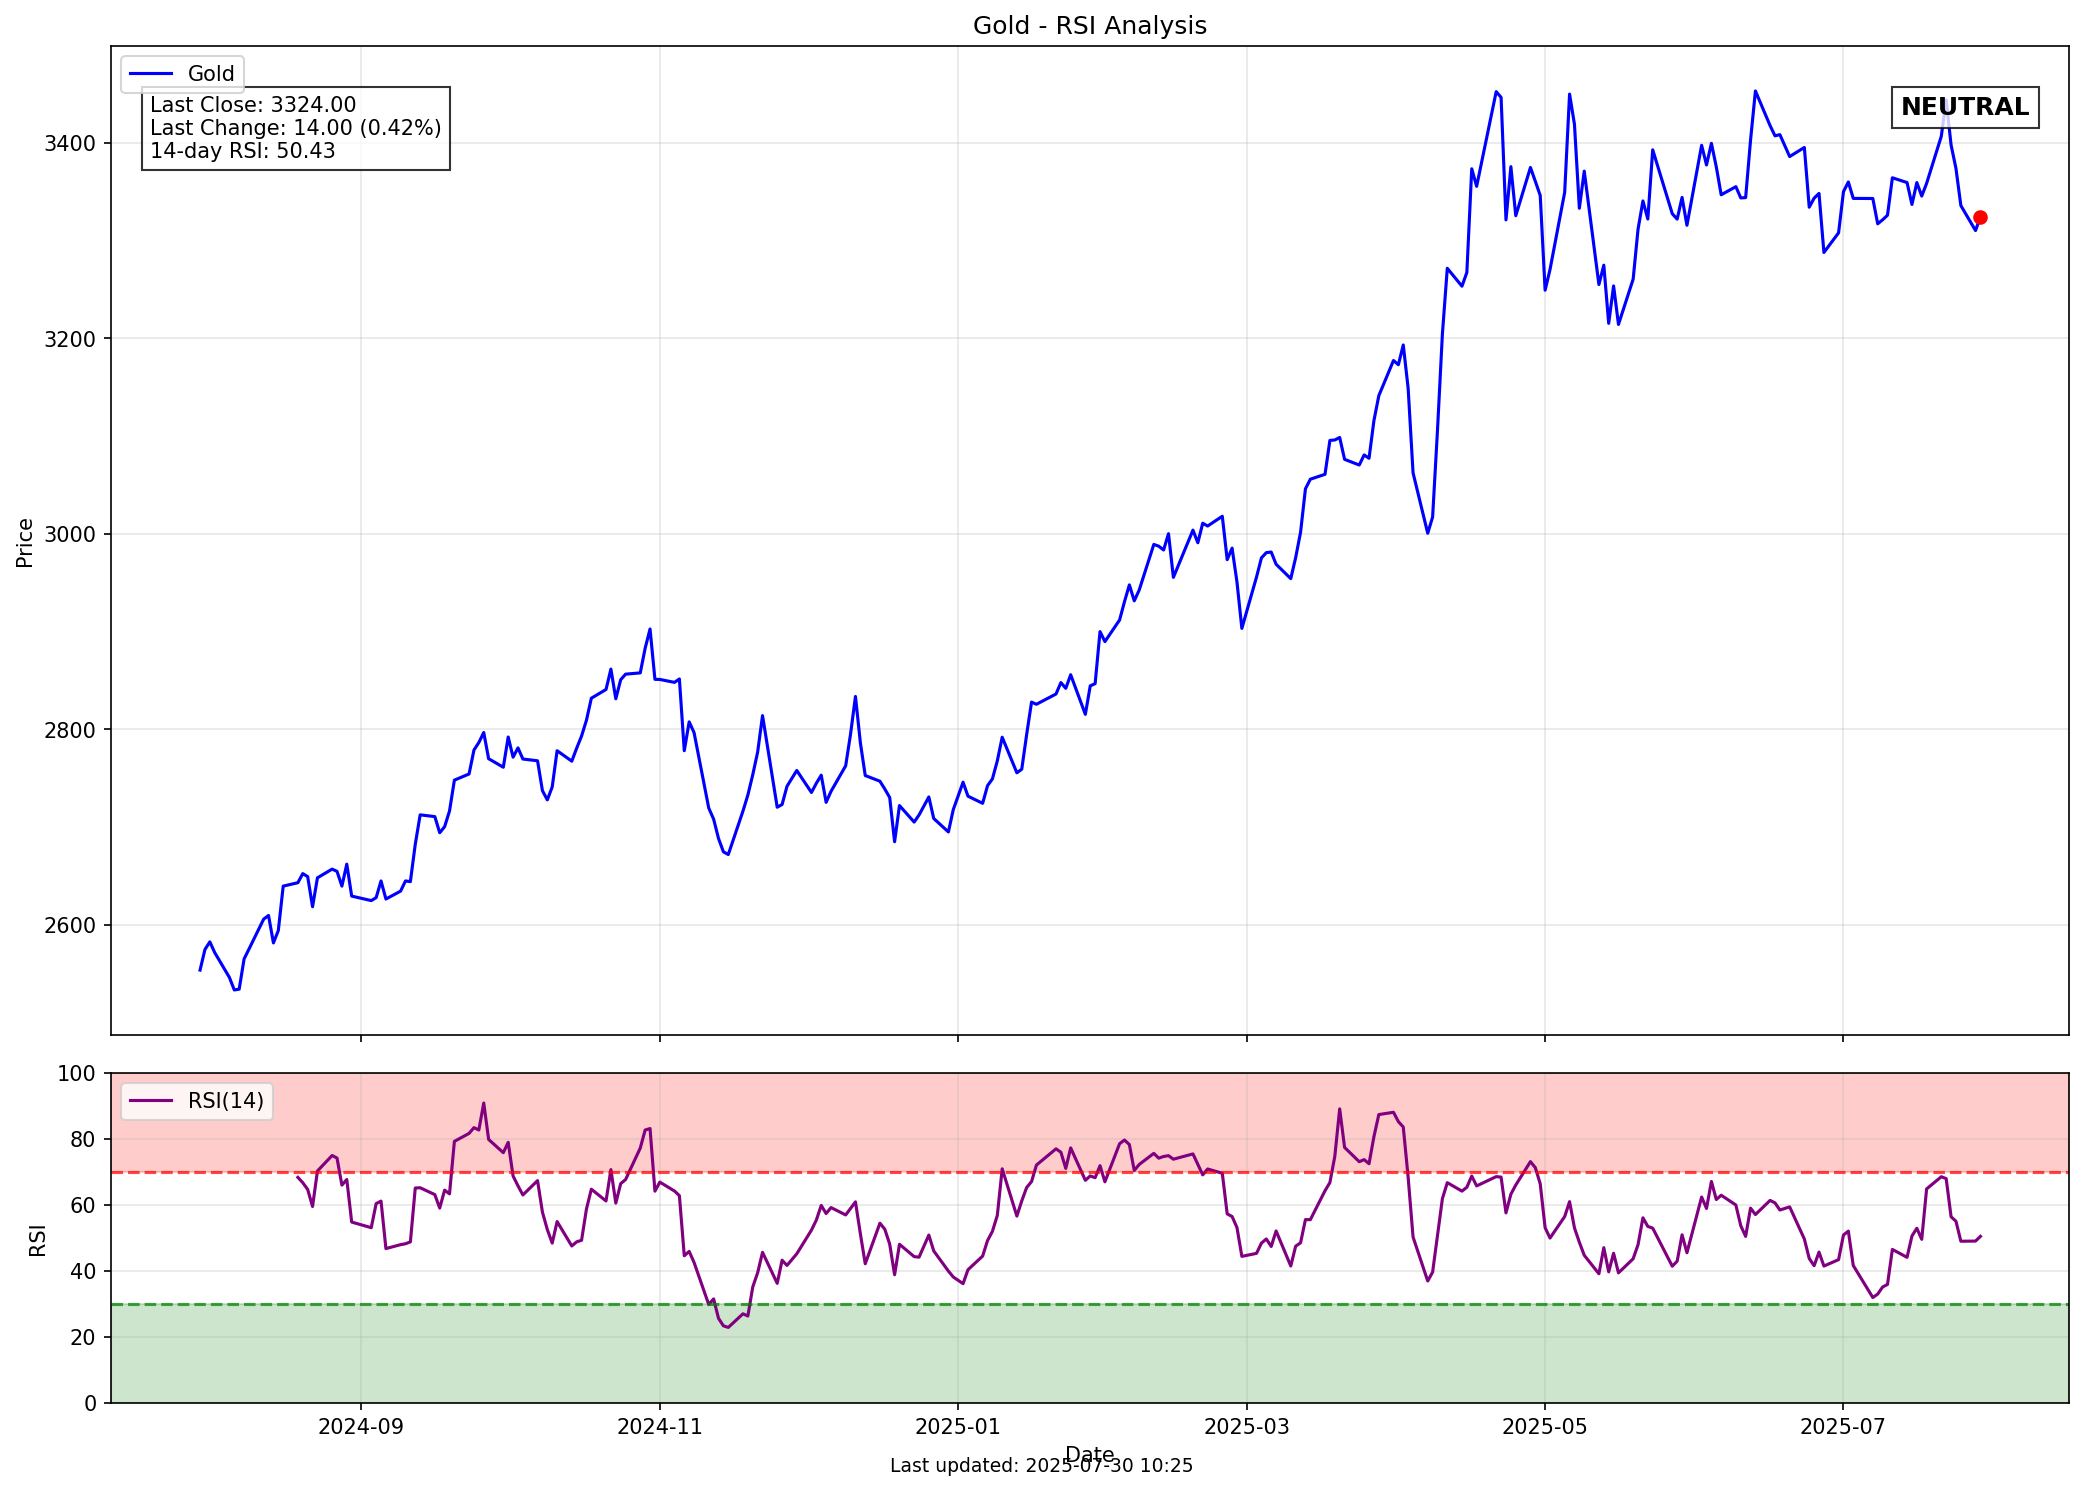 Gold - RSI Analysis
Gold
Last Close: 3324.00
Last Change: 14.00 (0.42%)
14-day RSI: 50.43
NEUTRAL
3400
3200
3000
2800
2600
Price
RSI(14)
100
80
60
40
20
0
RSI
2024-09
2024-11
2025-01
2025-03
2025-05
2025-07
Date
Last updated: 2025-07-30 10:25